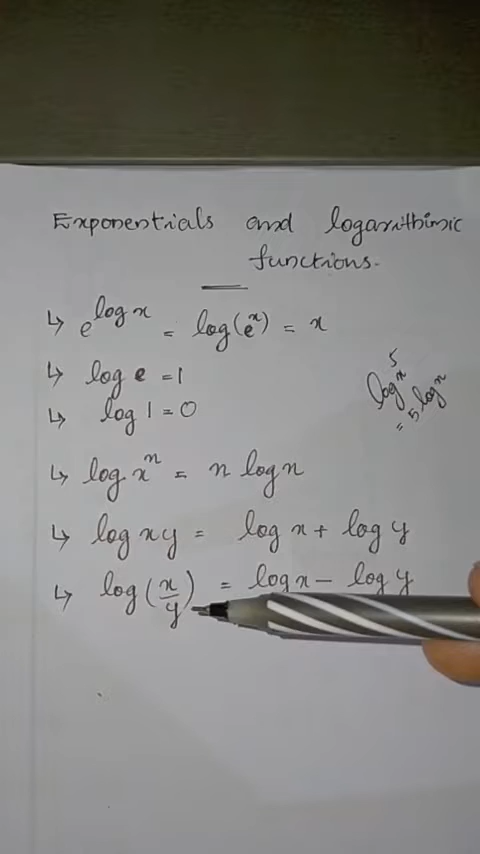 Exponentials and logarithimic
functions.
↳ e^log x = log(e^x) = x
↳ log e = 1
↳ log 1 = 0
log x^5
= 5 log x
↳ log x^n = n log x
↳ log xy = log x + log y
↳ log(x/y) = log x - log y